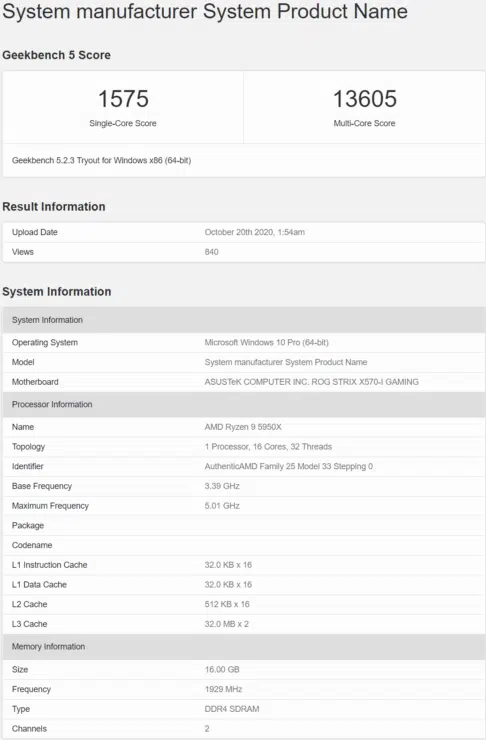 System manufacturer System Product Name
Geekbench 5 Score
1575 13605
Single-Core Score Multi-Core Score
Geekbench 5.2.3 Tryout for Windows x86 (64-bit)
Result Information
Upload Date October 20th 2020, 1:54am
Views 840
System Information
System Information
Operating System Microsoft Windows 10 Pro (64-bit)
Model System manufacturer System Product Name
Motherboard ASUSTeK COMPUTER INC. ROG STRIX X570-I GAMING
Processor Information
Name AMD Ryzen 9 5950X
Topology 1 Processor, 16 Cores, 32 Threads
Identifier AuthenticAMD Family 25 Model 33 Stepping 0
Base Frequency 3.39 GHz
Maximum Frequency 5.01 GHz
Package
Codename
L1 Instruction Cache 32.0 KB x 16
L1 Data Cache 32.0 KB x 16
L2 Cache 512 KB x 16
L3 Cache 32.0 MB x 2
Memory Information
Size 16.00 GB
Frequency 1929 MHz
Type DDR4 SDRAM
Channels 2